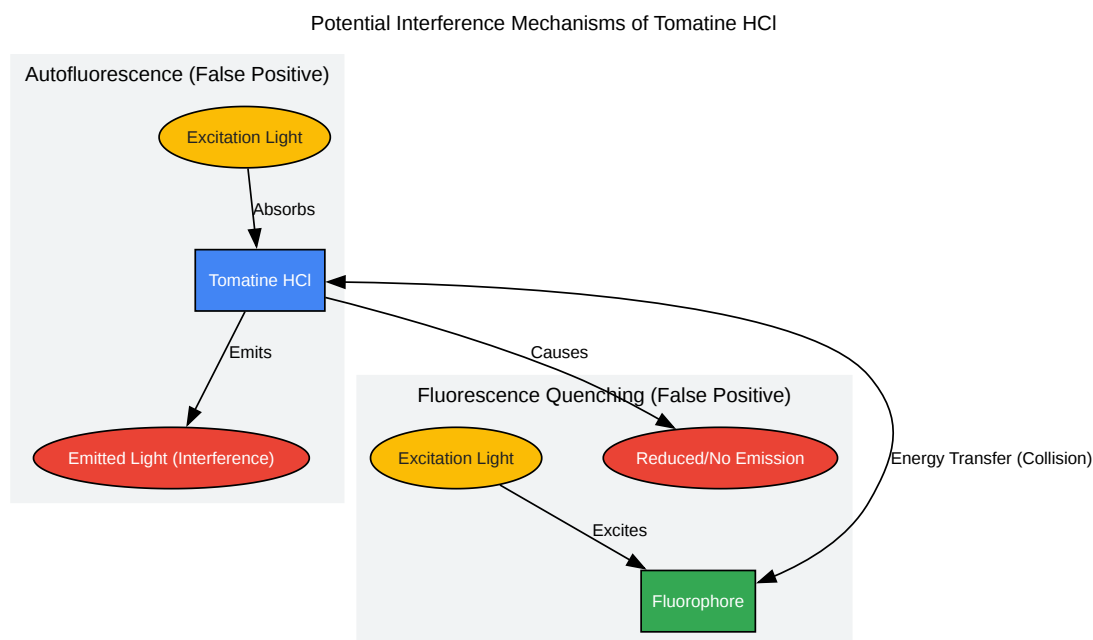 Potential Interference Mechanisms of Tomatine HCl
Autofluorescence (False Positive)
Excitation Light
Absorbs
Tomatine HCl
Emits
Causes
Fluorescence Quenching (False Positive)
Emitted Light (Interference)
Excitation Light
Reduced/No Emission
Energy Transfer (Collision)
Excites
Fluorophore